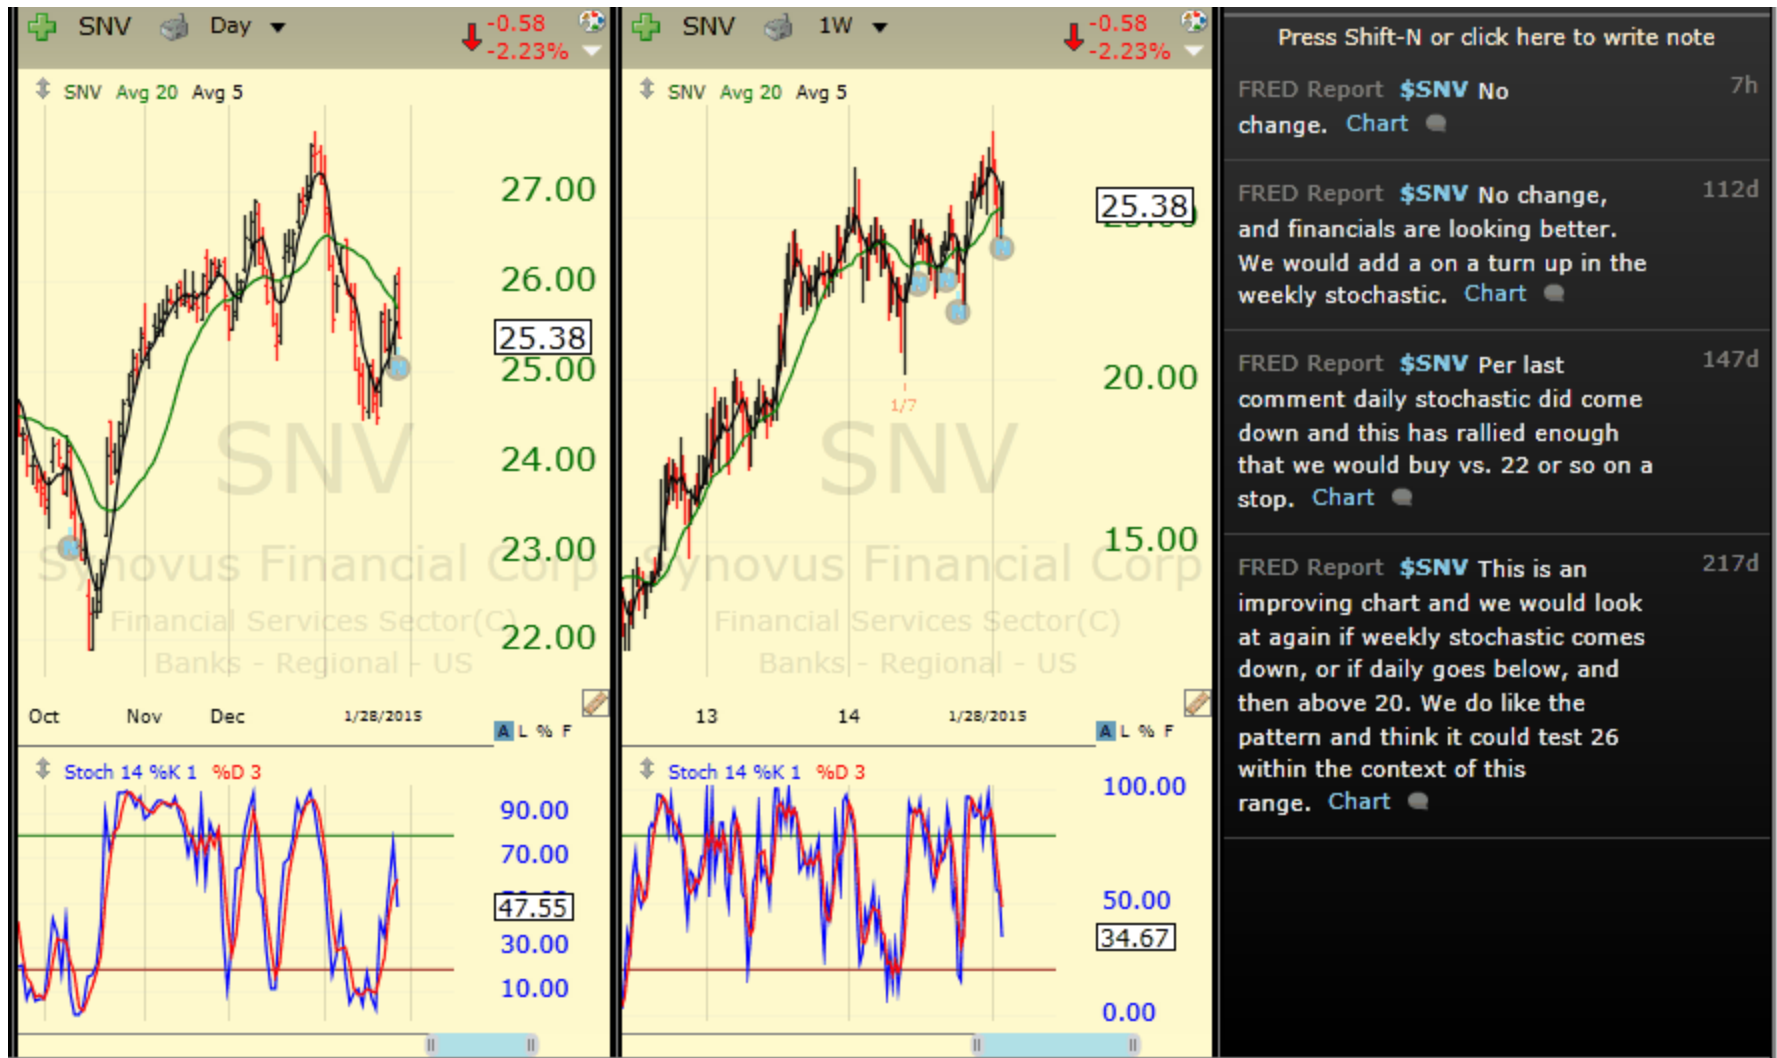 SNV Day -0.58
-2.23%
SNV Avg 20 Avg 5
27.00
26.00
25.38
25.00
24.00
23.00
22.00
SNV
Synovus Financial Corp
Financial Services Sector(C)
Banks - Regional - US
Oct Nov Dec 1/28/2015
A L % F
Stoch 14 %K 1 %D 3
90.00
70.00
47.55
30.00
10.00
SNV 1W -0.58
-2.23%
SNV Avg 20 Avg 5
25.38
20.00
15.00
1/7
SNV
Synovus Financial Corp
Financial Services Sector(C)
Banks - Regional - US
13 14 1/28/2015
A L % F
Stoch 14 %K 1 %D 3
100.00
50.00
34.67
0.00
Press Shift-N or click here to write note
FRED Report $SNV No 7h
change. Chart
FRED Report $SNV No change, 112d
and financials are looking better.
We would add a on a turn up in the
weekly stochastic. Chart
FRED Report $SNV Per last 147d
comment daily stochastic did come
down and this has rallied enough
that we would buy vs. 22 or so on a
stop. Chart
FRED Report $SNV This is an 217d
improving chart and we would look
at again if weekly stochastic comes
down, or if daily goes below, and
then above 20. We do like the
pattern and think it could test 26
within the context of this
range. Chart